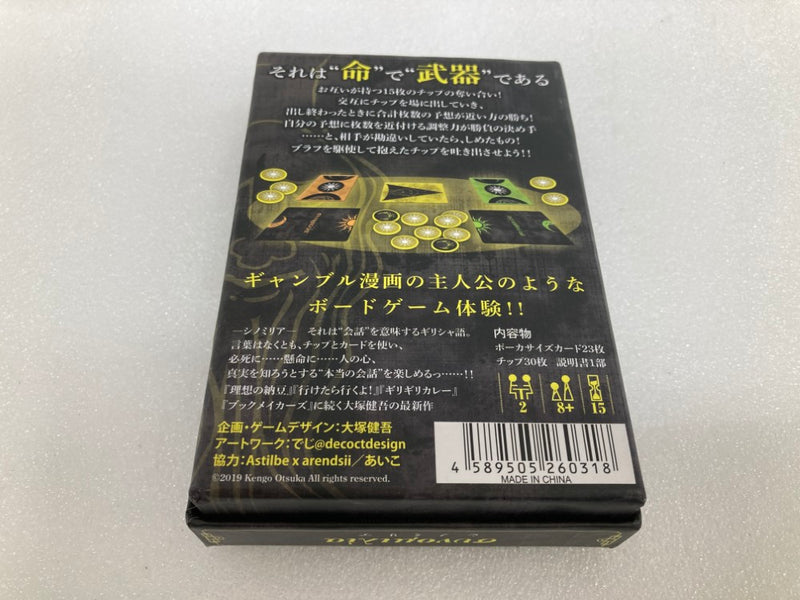 それは“命”で“武器”である
お互いが持つ15枚のチップの奪い合い!
交互にチップを場に出していき、
出し終わったときに合計枚数の予想が近い方の勝ち!
自分の予想に枚数を近付ける調整力が勝負の決め手
……と、相手が勘違いしていたら、しめたもの!
ブラフを駆使して抱えたチップを吐き出させよう!!
ギャンブル漫画の主人公のような
ボードゲーム体験!!
―シノミリア― それは“会話”を意味するギリシャ語。
言葉はなくとも、チップとカードを使い、
必死に……懸命に……人の心、
真実を知ろうとする“本当の会話”を楽しめるっ……!!
『理想の納豆』『行けたら行くよ!』『ギリギリカレー』
『ブックメイカーズ』に続く大塚健吾の最新作
内容物
ポーカサイズカード23枚
チップ30枚 説明書1部
2 8+ 15
企画・ゲームデザイン:大塚健吾
アートワーク:でじ@decoctdesign
協力:Astilbe x arendsii/あいこ
©2019 Kengo Otsuka All rights reserved.
4 589505 260318
MADE IN CHINA